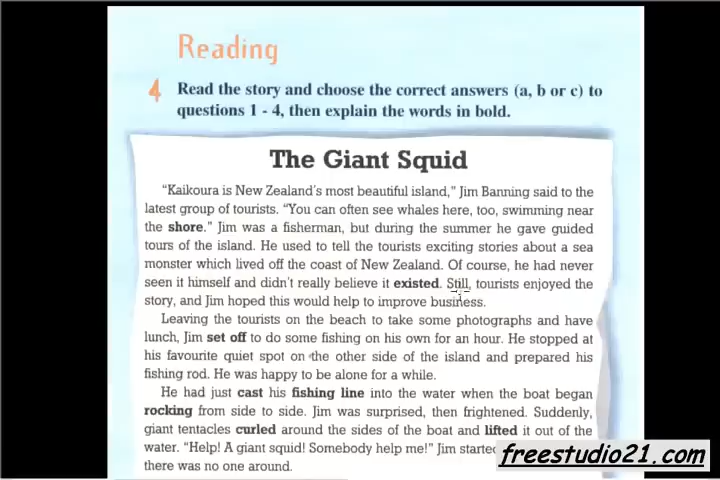 Reading
4 Read the story and choose the correct answers (a, b or c) to
questions 1 - 4, then explain the words in bold.
The Giant Squid
"Kaikoura is New Zealand's most beautiful island," Jim Banning said to the
latest group of tourists. "You can often see whales here, too, swimming near
the shore." Jim was a fisherman, but during the summer he gave guided
tours of the island. He used to tell the tourists exciting stories about a sea
monster which lived off the coast of New Zealand. Of course, he had never
seen it himself and didn't really believe it existed. Still, tourists enjoyed the
story, and Jim hoped this would help to improve business.
Leaving the tourists on the beach to take some photographs and have
lunch, Jim set off to do some fishing on his own for an hour. He stopped at
his favourite quiet spot on the other side of the island and prepared his
fishing rod. He was happy to be alone for a while.
He had just cast his fishing line into the water when the boat began
rocking from side to side. Jim was surprised, then frightened. Suddenly,
giant tentacles curled around the sides of the boat and lifted it out of the
water. "Help! A giant squid! Somebody help me!" Jim starte
there was no one around.
freestudio21.com